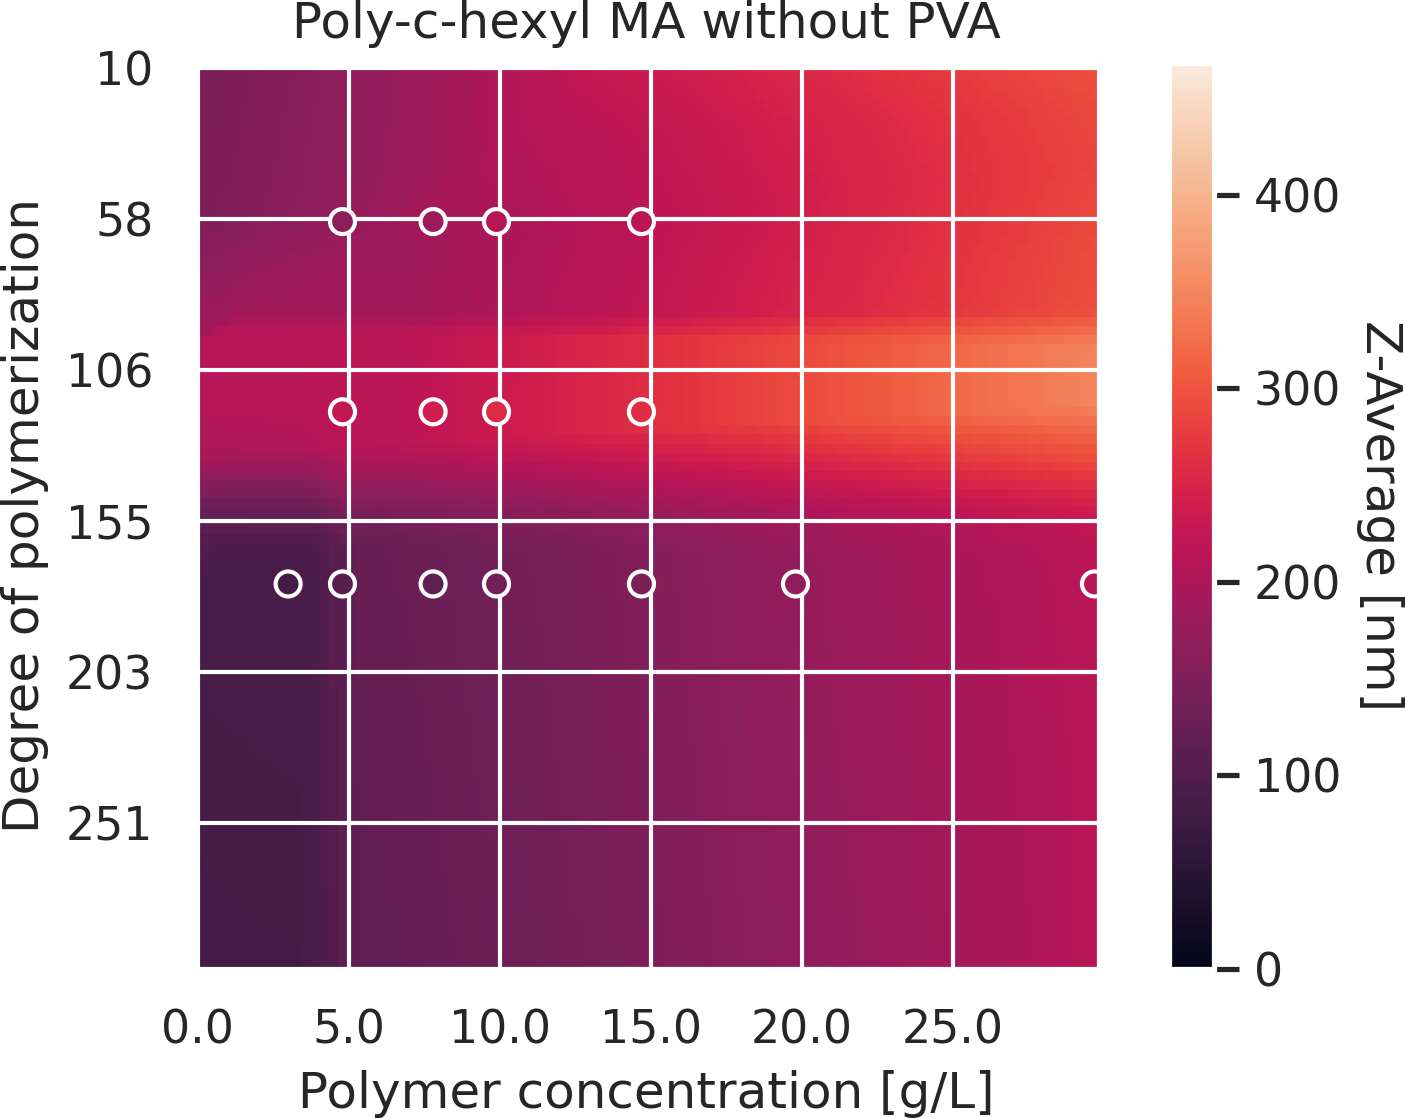 Poly-c-hexyl MA without PVA
10
58
106
155
203
251
Degree of polymerization
0.0 5.0 10.0 15.0 20.0 25.0
Polymer concentration [g/L]
400
300
200
100
0
Z-Average [nm]